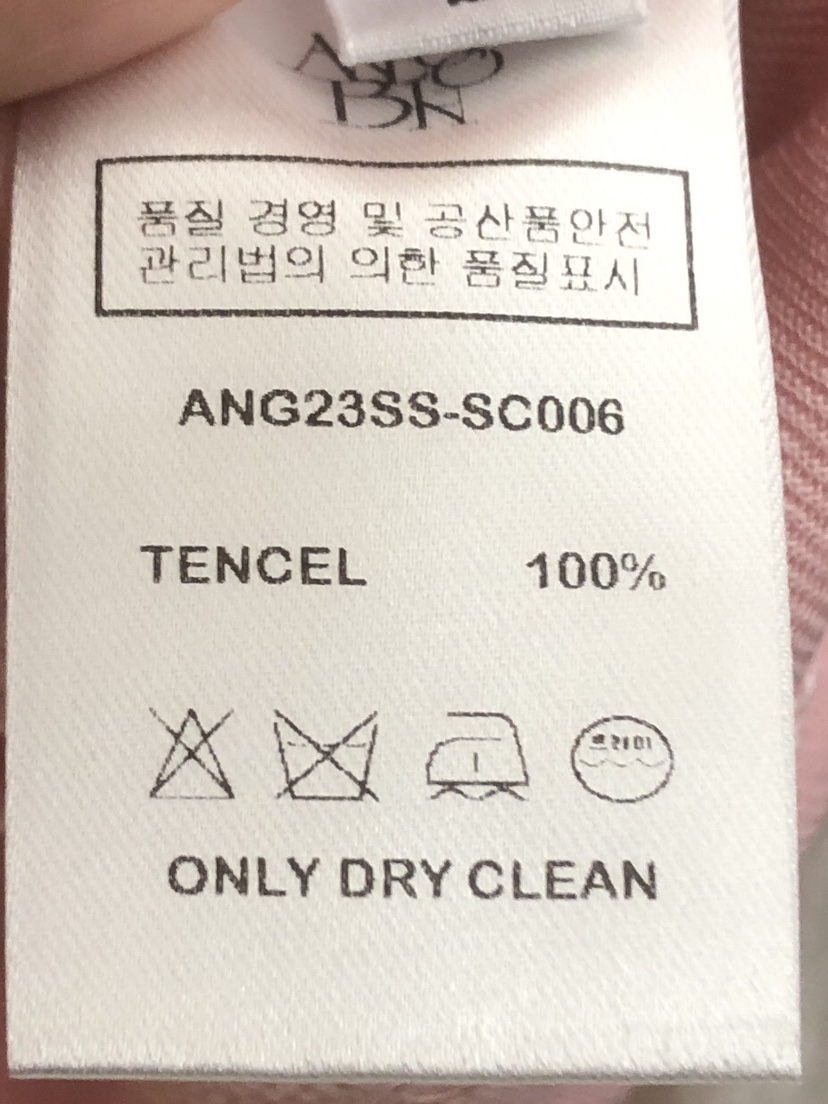 품질 경영 및 공산품안전
관리법의 의한 품질표시
ANG23SS-SC006
TENCEL 100%
드라이
ONLY DRY CLEAN